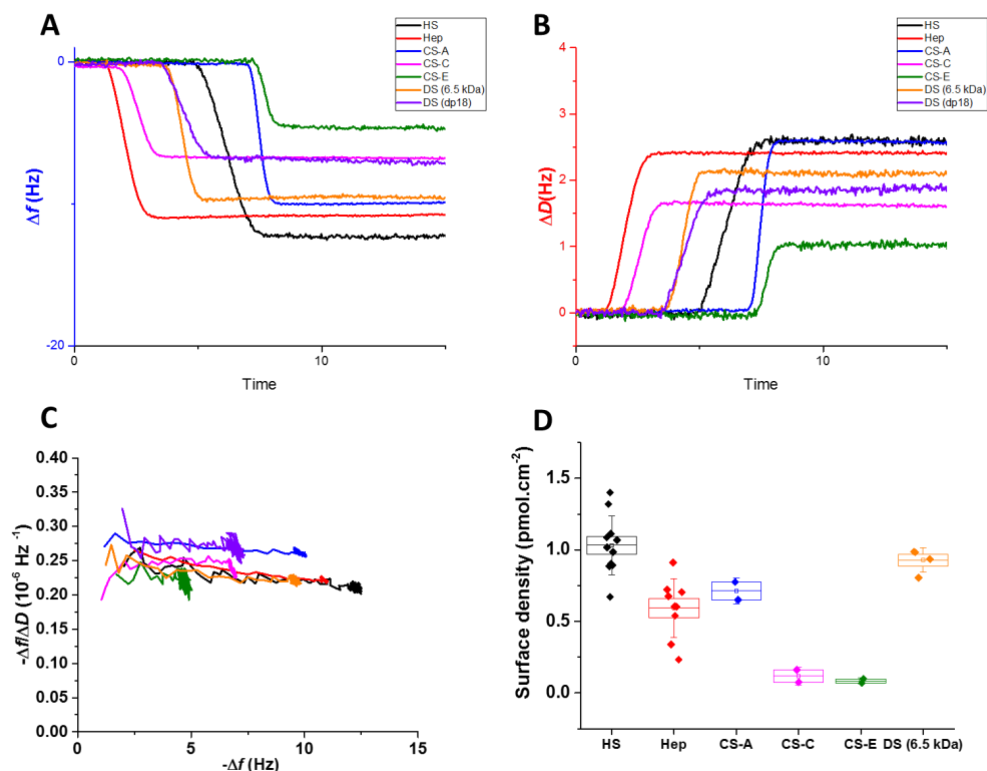 A
HS
Hep
CS-A
CS-C
CS-E
DS (6.5 kDa)
DS (dp18)
0
-20
Δf (Hz)
0
10
Time
B
HS
Hep
CS-A
CS-C
CS-E
DS (6.5 kDa)
DS (dp18)
4
3
2
1
0
ΔD(Hz)
0
10
Time
C
0.40
0.35
0.30
0.25
0.20
0.15
0.10
0.05
0.00
-Δf/ΔD (10⁻⁶ Hz⁻¹)
0
5
10
15
-Δf (Hz)
D
1.5
1.0
0.5
0.0
Surface density (pmol.cm⁻²)
HS Hep CS-A CS-C CS-E DS (6.5 kDa)